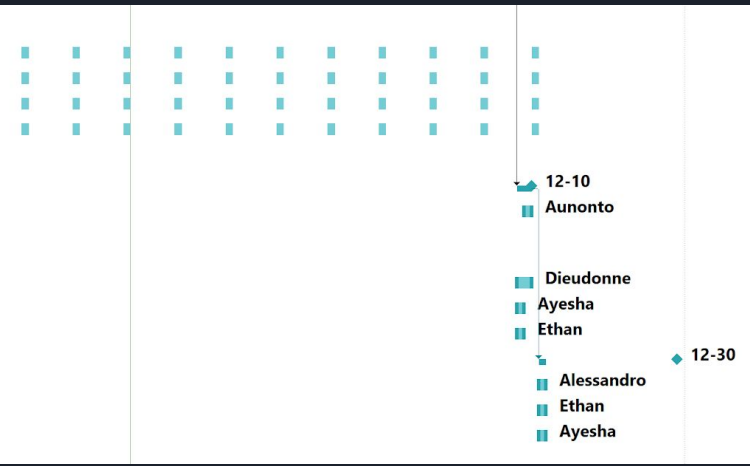 12-10
Aunonto
Dieudonne
Ayesha
Ethan
12-30
Alessandro
Ethan
Ayesha